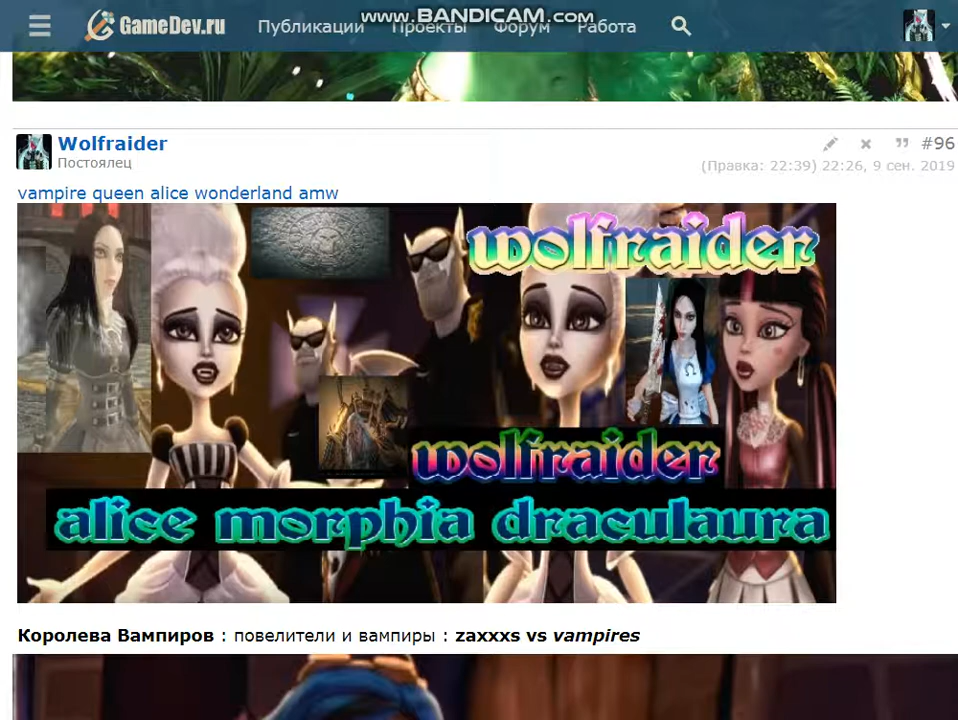 www.BANDICAM.com
GameDev.ru Публикации Проекты Форум Работа
Wolfraider
Постоялец
#96
(Правка: 22:39) 22:26, 9 сен. 2019
vampire queen alice wonderland amw
wolfraider
wolfraider
alice morphia draculaura
Королева Вампиров : повелители и вампиры : zaxxxs vs vampires